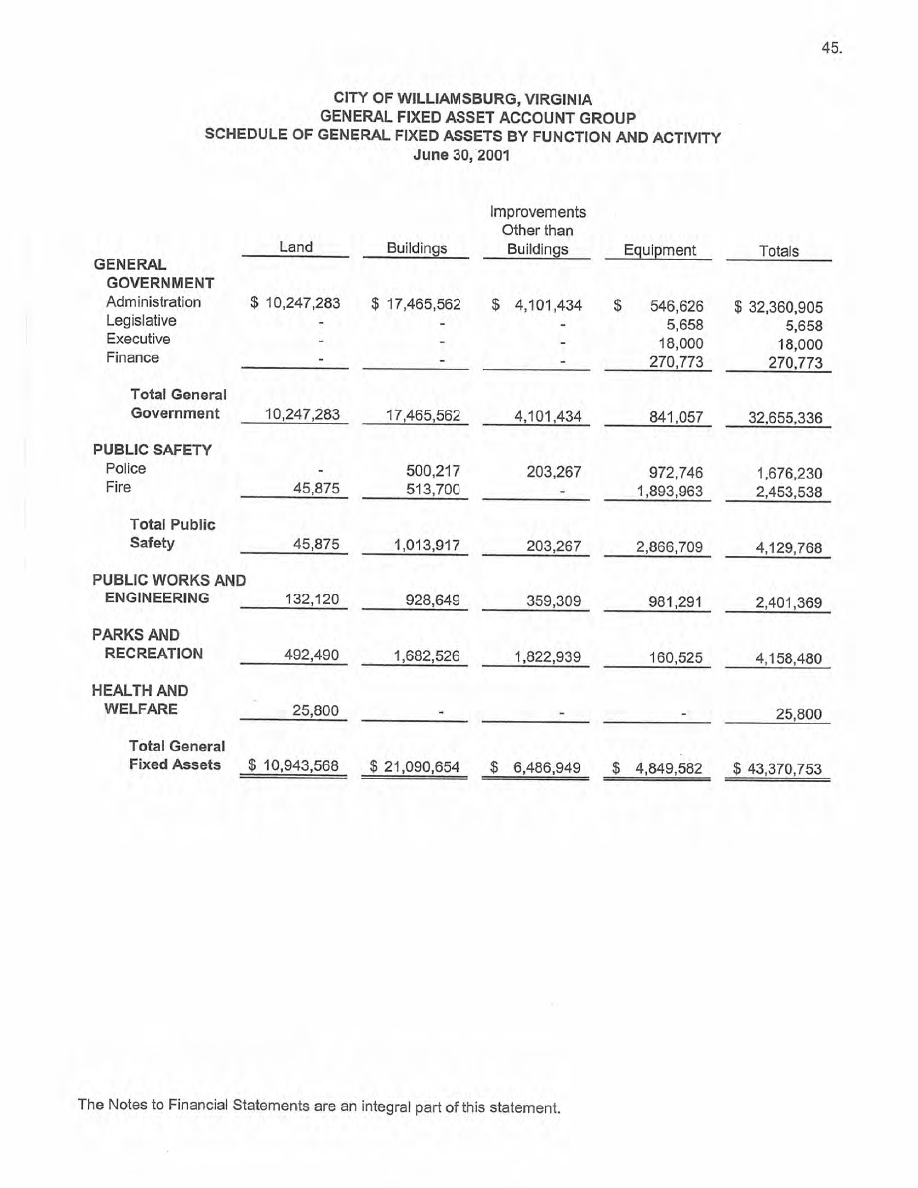 45.
CITY OF WILLIAMSBURG, VIRGINIA
GENERAL FIXED ASSET ACCOUNT GROUP
SCHEDULE OF GENERAL FIXED ASSETS BY FUNCTION AND ACTIVITY
June 30, 2001
Improvements
Other than
Land Buildings Buildings Equipment Totals
GENERAL
GOVERNMENT
Administration $ 10,247,283 $ 17,465,562 $ 4,101,434 $ 546,626 $ 32,360,905
Legislative - - - 5,658 5,658
Executive - - - 18,000 18,000
Finance - - - 270,773 270,773
Total General
Government 10,247,283 17,465,562 4,101,434 841,057 32,655,336
PUBLIC SAFETY
Police - 500,217 203,267 972,746 1,676,230
Fire 45,875 513,700 - 1,893,963 2,453,538
Total Public
Safety 45,875 1,013,917 203,267 2,866,709 4,129,768
PUBLIC WORKS AND
ENGINEERING 132,120 928,649 359,309 981,291 2,401,369
PARKS AND
RECREATION 492,490 1,682,526 1,822,939 160,525 4,158,480
HEALTH AND
WELFARE 25,800 - - - 25,800
Total General
Fixed Assets $ 10,943,568 $ 21,090,654 $ 6,486,949 $ 4,849,582 $ 43,370,753
The Notes to Financial Statements are an integral part of this statement.